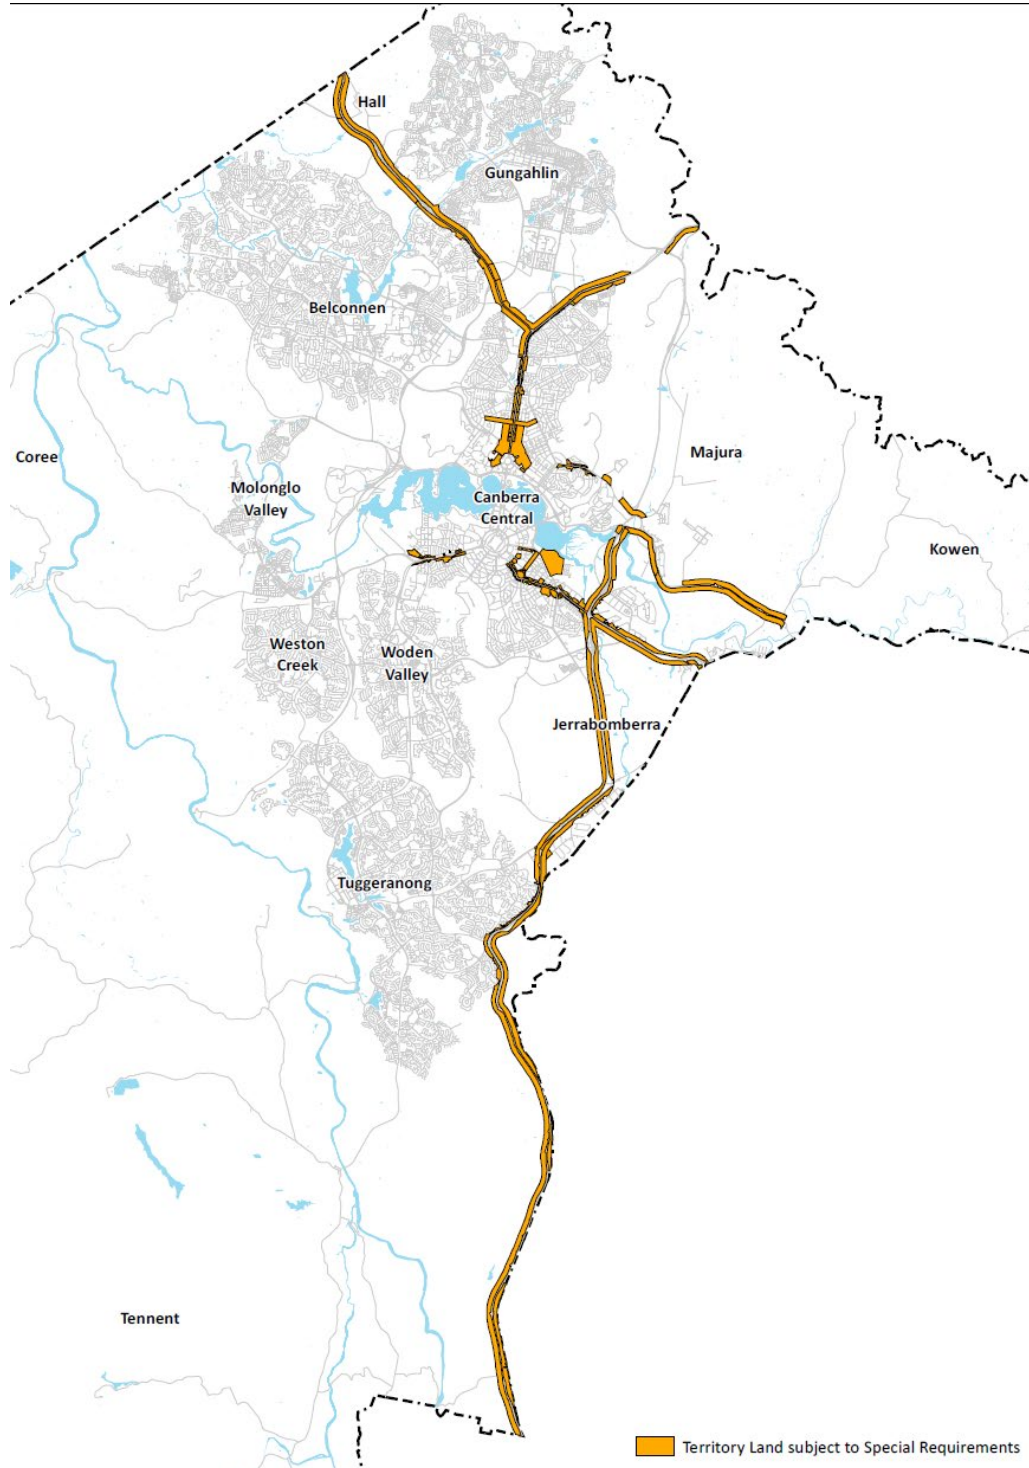 Hall
Gungahlin
Belconnen
Coree
Majura
Molonglo
Valley
Canberra
Central
Kowen
Weston
Creek
Woden
Valley
Jerrabomberra
Tuggeranong
Tennent
Territory Land subject to Special Requirements